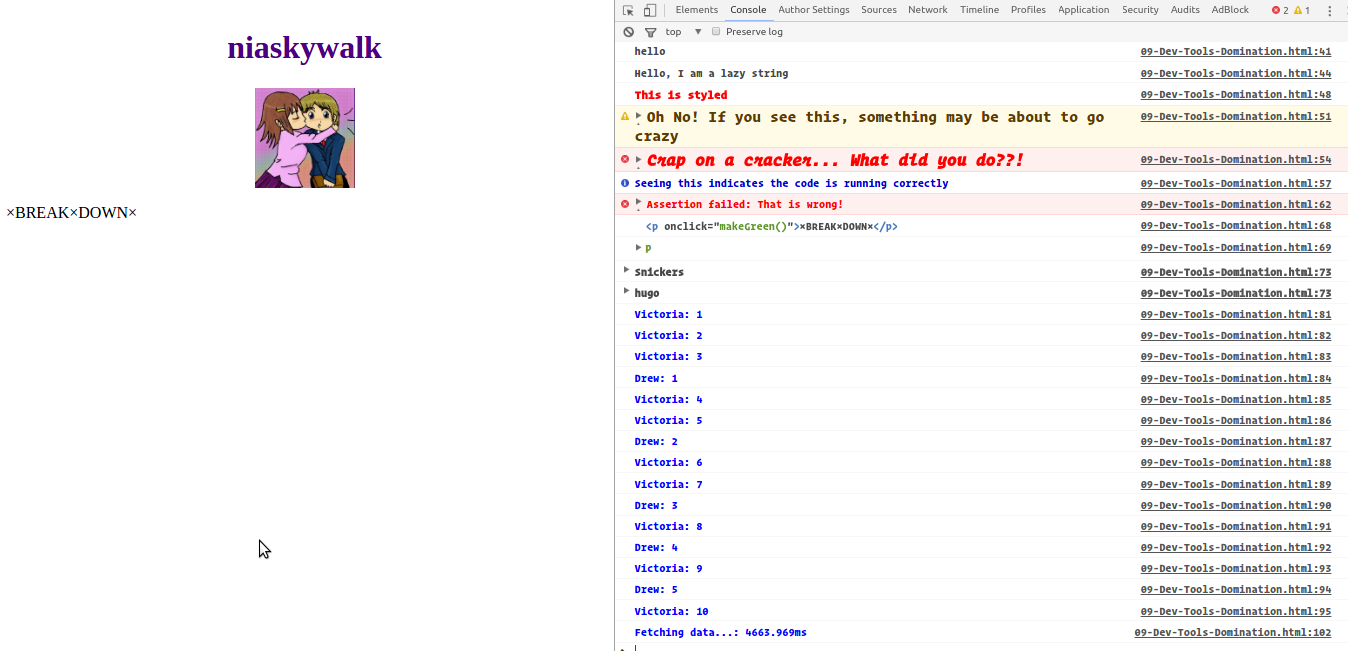 niaskywalk
×BREAK×DOWN×
Elements Console Author Settings Sources Network Timeline Profiles Application Security Audits AdBlock 2 1
top Preserve log
hello 09-Dev-Tools-Domination.html:41
Hello, I am a lazy string 09-Dev-Tools-Domination.html:44
This is styled 09-Dev-Tools-Domination.html:48
Oh No! If you see this, something may be about to go 09-Dev-Tools-Domination.html:51
crazy
Crap on a cracker... What did you do??! 09-Dev-Tools-Domination.html:54
Seeing this indicates the code is running correctly 09-Dev-Tools-Domination.html:57
Assertion failed: That is wrong! 09-Dev-Tools-Domination.html:62
<p onclick="makeGreen()">×BREAK×DOWN×</p> 09-Dev-Tools-Domination.html:68
p 09-Dev-Tools-Domination.html:69
Snickers 09-Dev-Tools-Domination.html:73
hugo 09-Dev-Tools-Domination.html:73
Victoria: 1 09-Dev-Tools-Domination.html:81
Victoria: 2 09-Dev-Tools-Domination.html:82
Victoria: 3 09-Dev-Tools-Domination.html:83
Drew: 1 09-Dev-Tools-Domination.html:84
Victoria: 4 09-Dev-Tools-Domination.html:85
Victoria: 5 09-Dev-Tools-Domination.html:86
Drew: 2 09-Dev-Tools-Domination.html:87
Victoria: 6 09-Dev-Tools-Domination.html:88
Victoria: 7 09-Dev-Tools-Domination.html:89
Drew: 3 09-Dev-Tools-Domination.html:90
Victoria: 8 09-Dev-Tools-Domination.html:91
Drew: 4 09-Dev-Tools-Domination.html:92
Victoria: 9 09-Dev-Tools-Domination.html:93
Drew: 5 09-Dev-Tools-Domination.html:94
Victoria: 10 09-Dev-Tools-Domination.html:95
Fetching data...: 4663.969ms 09-Dev-Tools-Domination.html:102